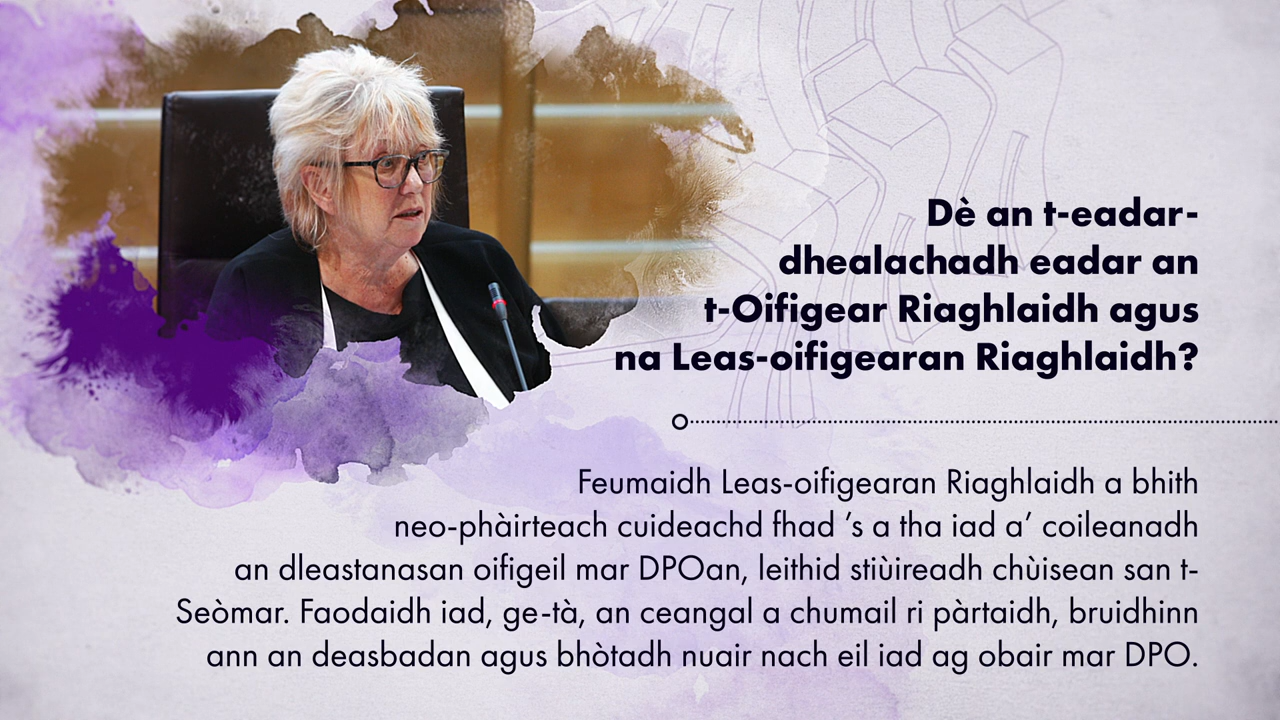 Dè an t-eadar-
dhealachadh eadar an
t-Oifigear Riaghlaidh agus
na Leas-oifigearan Riaghlaidh?
Feumaidh Leas-oifigearan Riaghlaidh a bhith
neo-phàirteach cuideachd fhad ’s a tha iad a’ coileanadh
an dleastanasan oifigeil mar DPOan, leithid stiùireadh chùisean san t-
Seòmar. Faodaidh iad, ge-tà, an ceangal a chumail ri pàrtaidh, bruidhinn
ann an deasbadan agus bhòtadh nuair nach eil iad ag obair mar DPO.